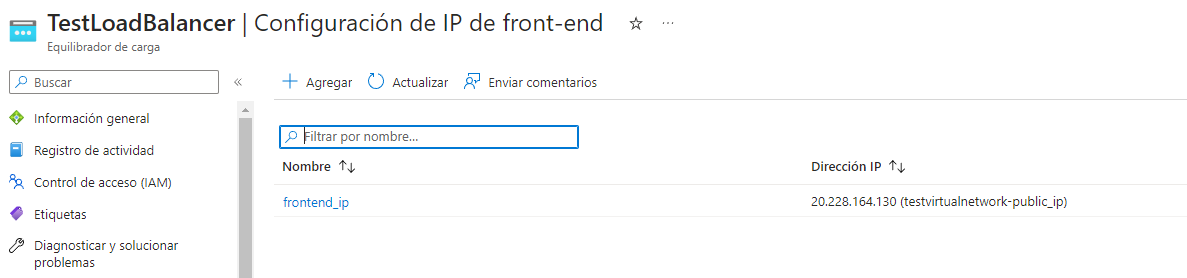 TestLoadBalancer | Configuración de IP de front-end
Equilibrador de carga
Buscar
Agregar Actualizar Enviar comentarios
Información general
Registro de actividad
Control de acceso (IAM)
Etiquetas
Diagnosticar y solucionar
problemas
Filtrar por nombre...
Nombre Dirección IP
frontend_ip 20.228.164.130 (testvirtualnetwork-public_ip)